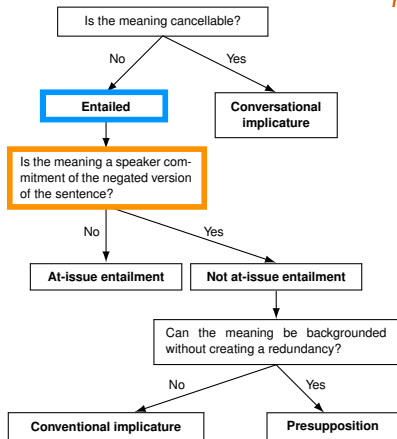 Is the meaning cancellable?
No
Yes
Entailed
Conversational
implicature
Is the meaning a speaker com-
mitment of the negated version
of the sentence?
No
Yes
At-issue entailment
Not at-issue entailment
Can the meaning be backgrounded
without creating a redundancy?
No
Yes
Conventional implicature
Presupposition